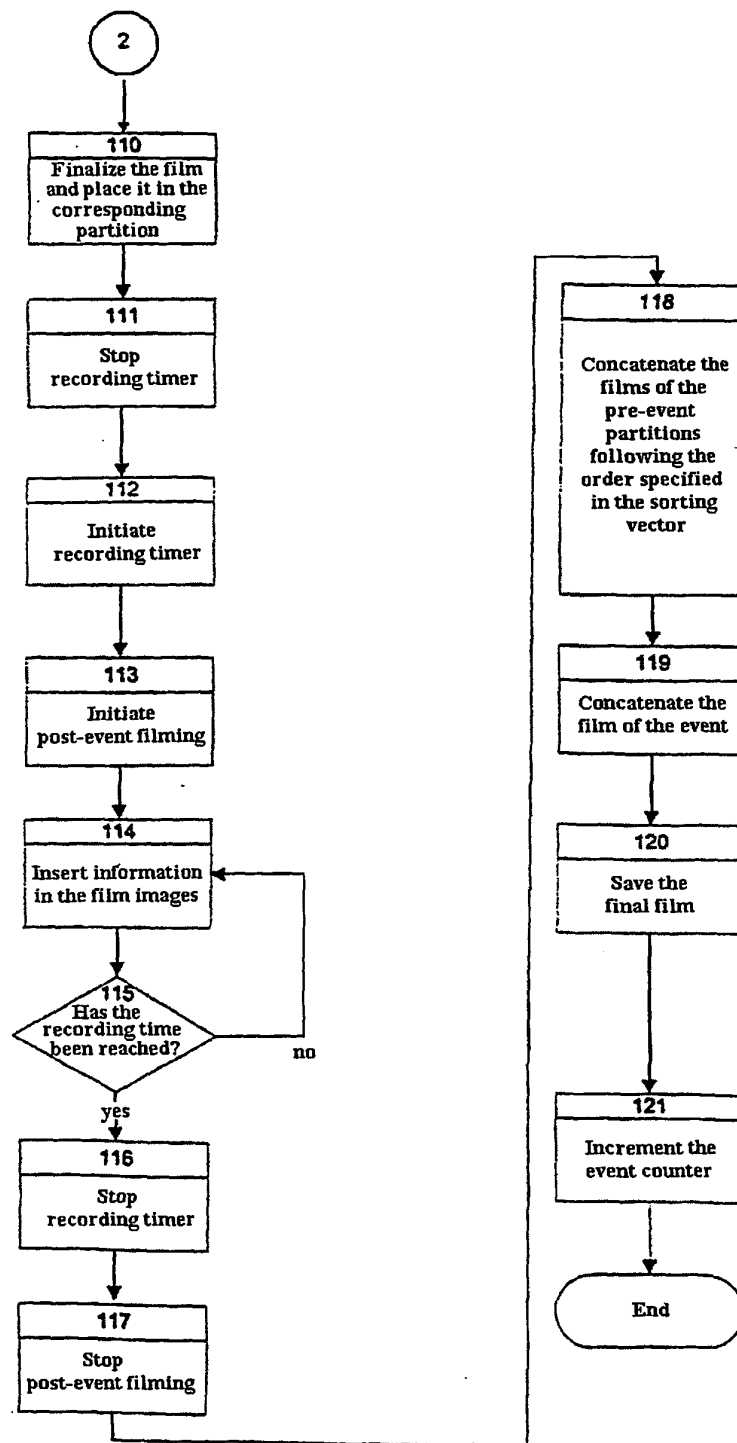 2
110
Finalize the film
and place it in the
corresponding
partition
111
Stop
recording timer
112
Initiate
recording timer
113
Initiate
post-event filming
114
Insert information
in the film images
115
Has the
recording time
been reached?
no
yes
116
Stop
recording timer
117
Stop
post-event filming
118
Concatenate the
films of the
pre-event
partitions
following the
order specified
in the sorting
vector
119
Concatenate the
film of the event
120
Save the
final film
121
Increment the
event counter
End